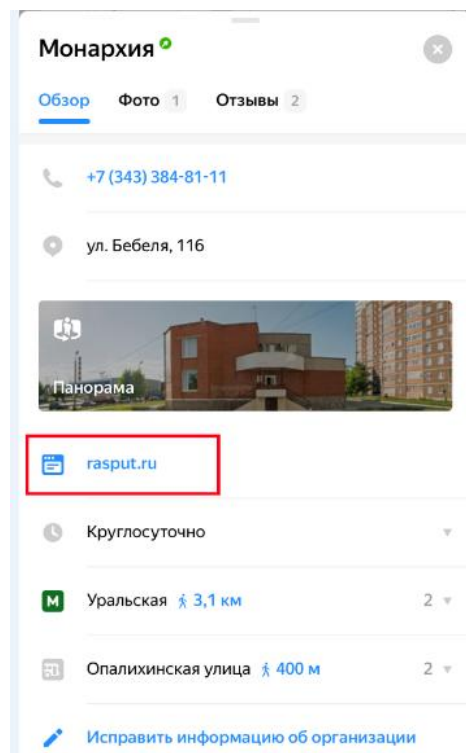 Монархия
Обзор Фото 1 Отзывы 2
+7 (343) 384-81-11
ул. Бебеля, 116
Панорама
rasput.ru
Круглосуточно
М Уральская 3,1 км 2
Опалихинская улица 400 м 2
Исправить информацию об организации